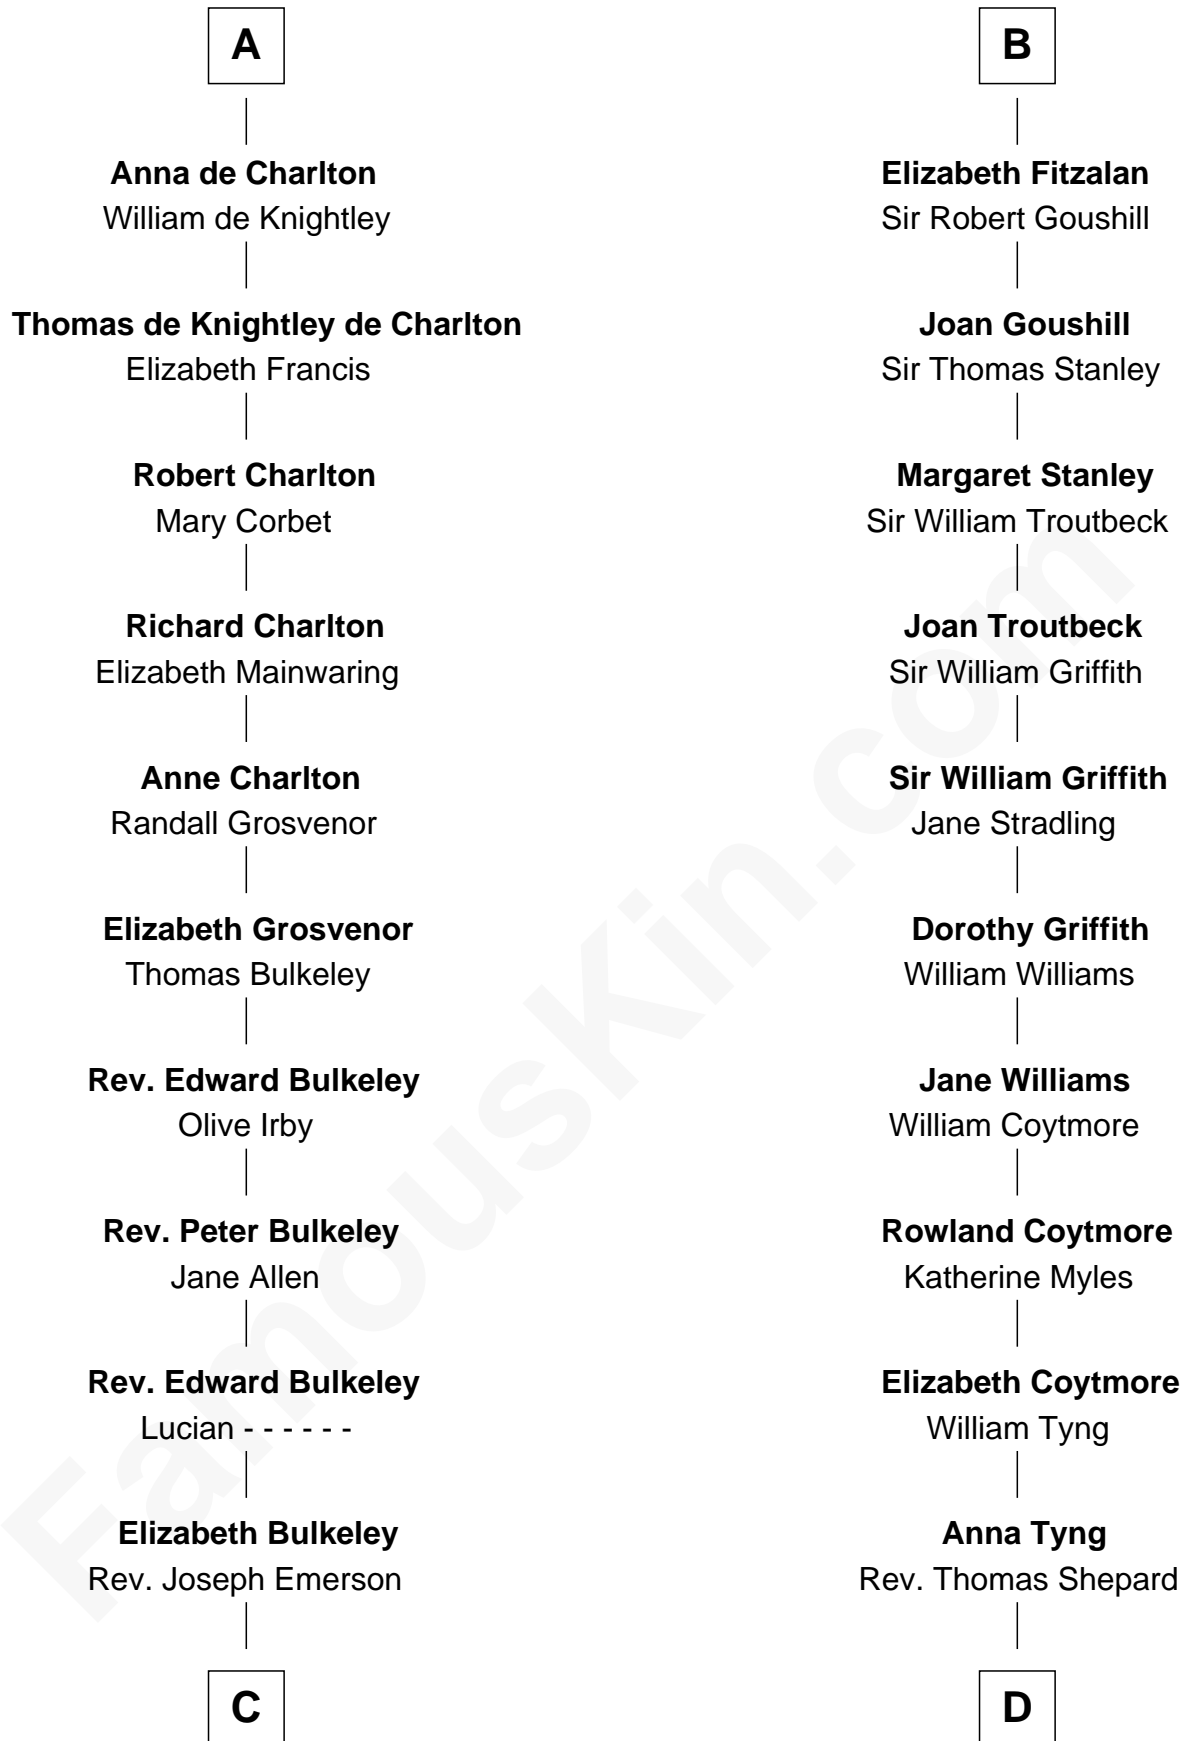 A
Anna de Charlton
William de Knightley
Thomas de Knightley de Charlton
Elizabeth Francis
Robert Charlton
Mary Corbet
Richard Charlton
Elizabeth Mainwaring
Anne Charlton
Randall Grosvenor
Elizabeth Grosvenor
Thomas Bulkeley
Rev. Edward Bulkeley
Olive Irby
Rev. Peter Bulkeley
Jane Allen
Rev. Edward Bulkeley
Lucian - - - - - -
Elizabeth Bulkeley
Rev. Joseph Emerson
C
B
Elizabeth Fitzalan
Sir Robert Goushill
Joan Goushill
Sir Thomas Stanley
Margaret Stanley
Sir William Troutbeck
Joan Troutbeck
Sir William Griffith
Sir William Griffith
Jane Stradling
Dorothy Griffith
William Williams
Jane Williams
William Coytmore
Rowland Coytmore
Katherine Myles
Elizabeth Coytmore
William Tyng
Anna Tyng
Rev. Thomas Shepard
D
FamousKin.com